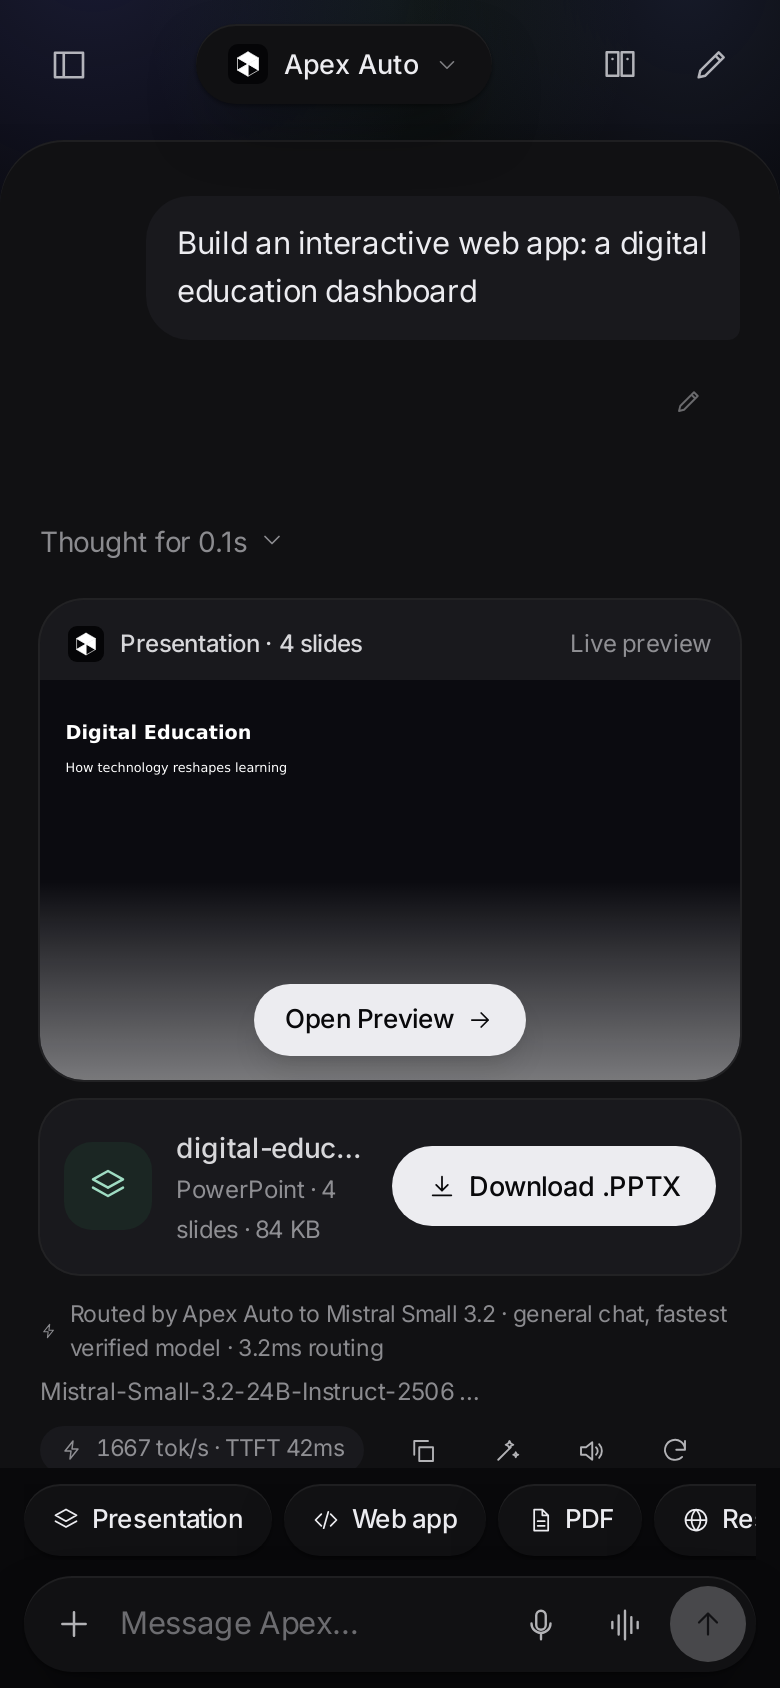 Apex Auto
Build an interactive web app: a digital
education dashboard
Thought for 0.1s
Presentation · 4 slides
Live preview
Digital Education
How technology reshapes learning
Open Preview
digital-educ...
PowerPoint · 4
slides · 84 KB
Download .PPTX
Routed by Apex Auto to Mistral Small 3.2 · general chat, fastest
verified model · 3.2ms routing
Mistral-Small-3.2-24B-Instruct-2506 ...
1667 tok/s · TTFT 42ms
Presentation
Web app
PDF
Message Apex...